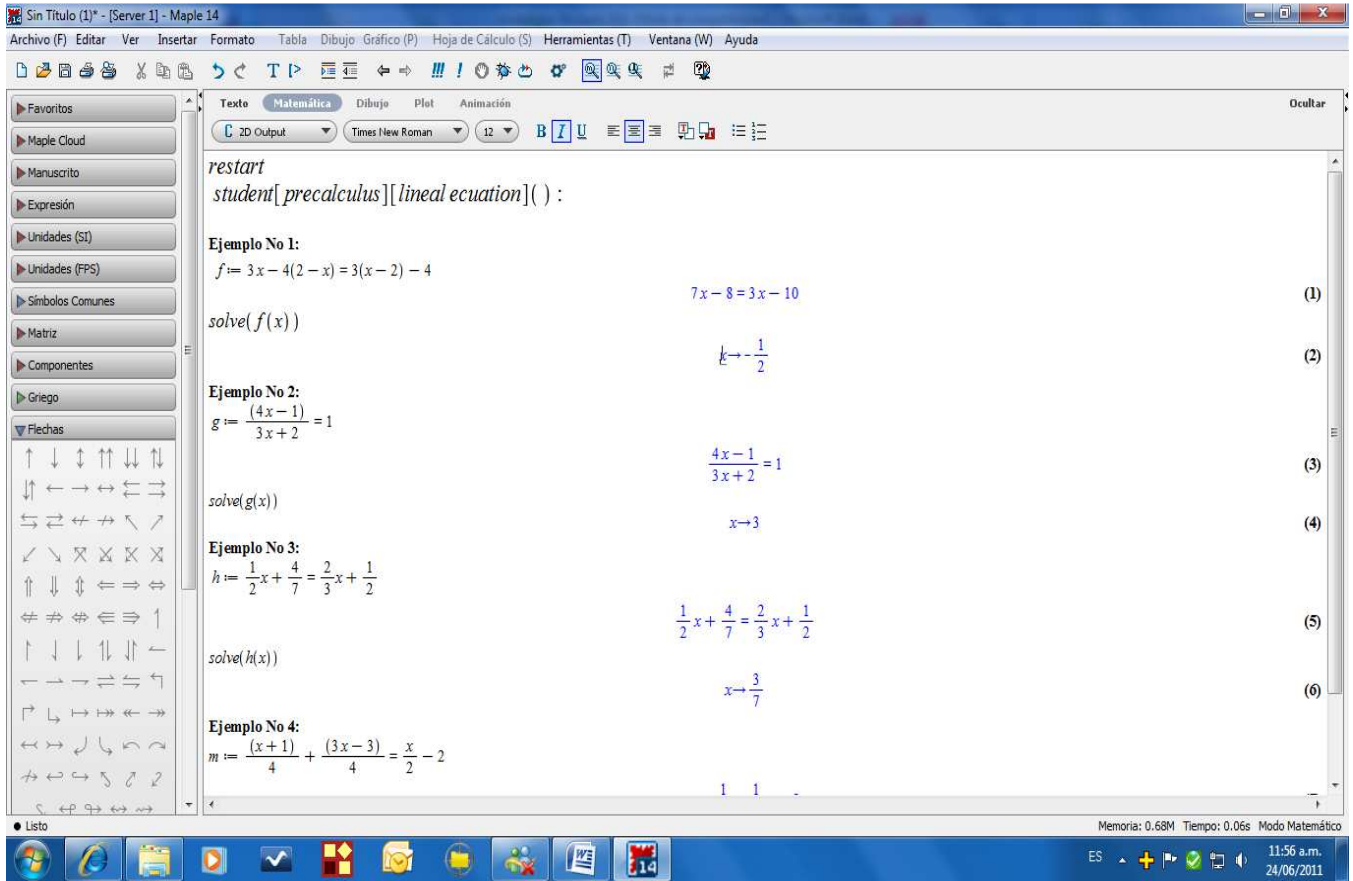 Sin Título (1)* - [Server 1] - Maple 14
Archivo (F) Editar Ver Insertar Formato Tabla Dibujo Gráfico (P) Hoja de Cálculo (S) Herramientas (T) Ventana (W) Ayuda
Favoritos
Maple Cloud
Manuscrito
Expresión
Unidades (SI)
Unidades (FPS)
Símbolos Comunes
Matriz
Componentes
Griego
Flechas
Texto Matemática Dibujo Plot Animación Ocultar
C 2D Output Times New Roman 12 B I U
restart
student[precalculus][lineal ecuation]( ) :
Ejemplo No 1:
f := 3x − 4(2 − x) = 3(x − 2) − 4
7x − 8 = 3x − 10 (1)
solve(f(x))
x→ -1/2 (2)
Ejemplo No 2:
g := (4x − 1)/(3x + 2) = 1
(4x − 1)/(3x + 2) = 1 (3)
solve(g(x))
x→3 (4)
Ejemplo No 3:
h := 1/2 x + 4/7 = 2/3 x + 1/2
1/2 x + 4/7 = 2/3 x + 1/2 (5)
solve(h(x))
x→ 3/7 (6)
Ejemplo No 4:
m := (x + 1)/4 + (3x − 3)/4 = x/2 − 2
Listo
Memoria: 0.68M Tiempo: 0.06s Modo Matemático
ES
11:56 a.m.
24/06/2011